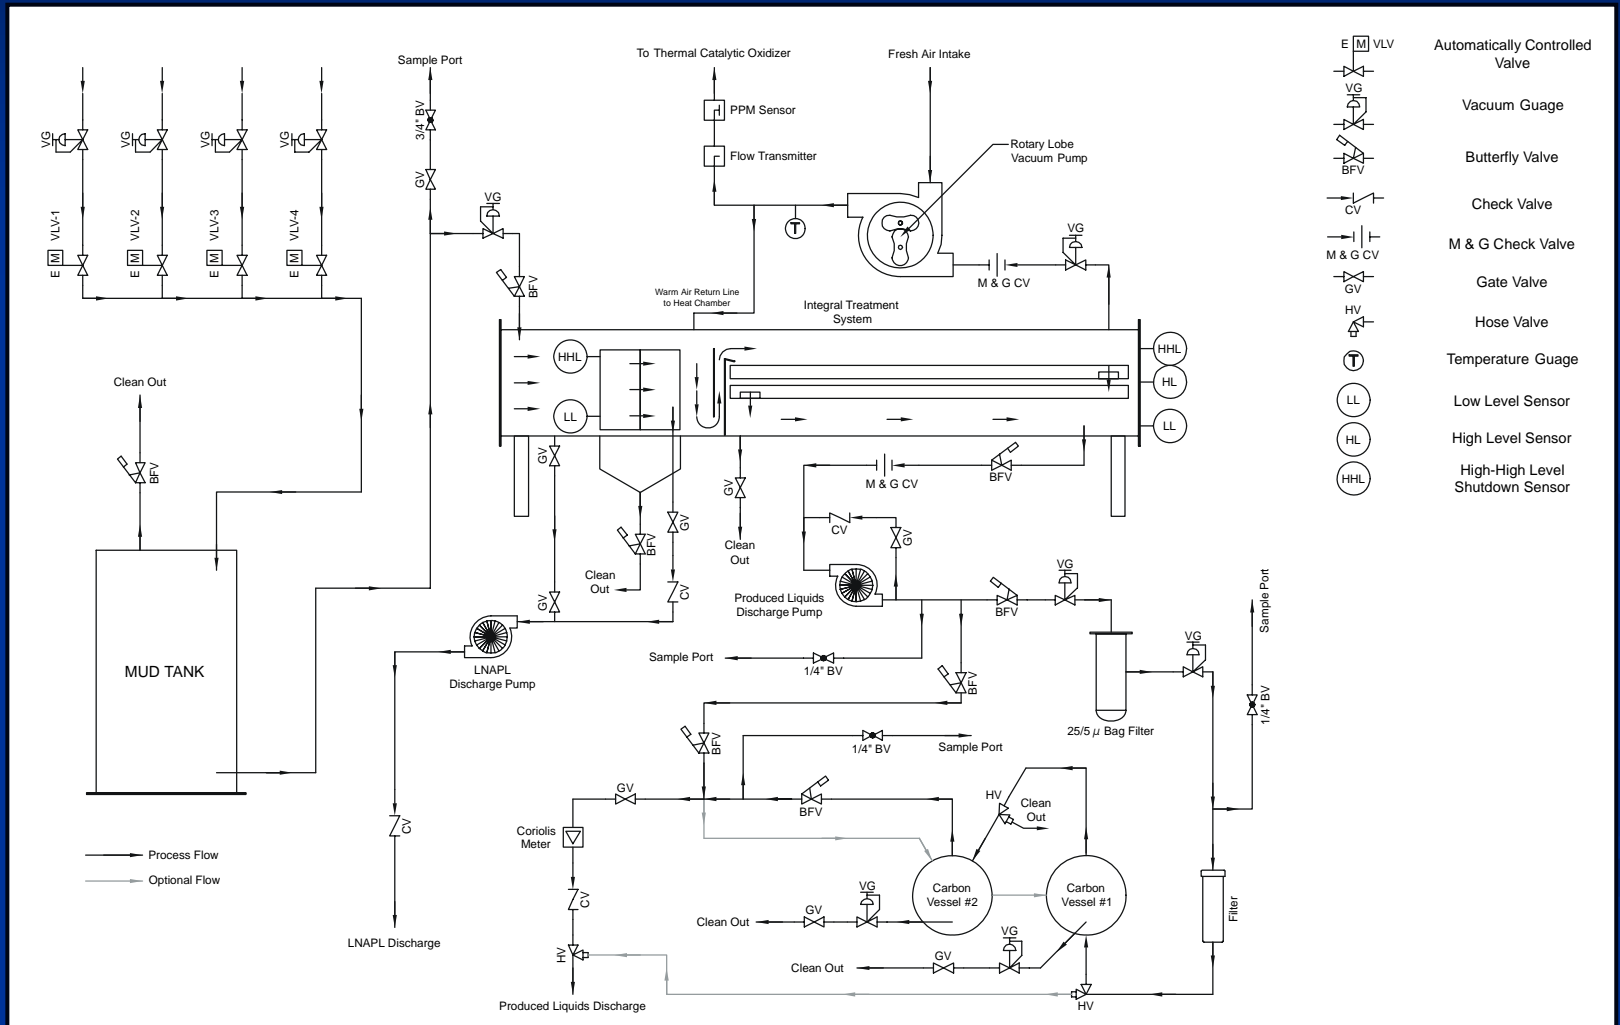 Sample Port
3/4" BV
GV
VG
VG
VG
VG
VLV-1
VLV-2
VLV-3
VLV-4
E M
E M
E M
E M
To Thermal Catalytic Oxidizer
PPM Sensor
Flow Transmitter
T
Fresh Air Intake
Rotary Lobe
Vacuum Pump
VG
BFV
VG
M & G CV
Warm Air Return Line
to Heat Chamber
Integral Treatment
System
HHL
LL
HHL
HL
LL
Clean Out
BFV
MUD TANK
GV
GV
BFV
Clean
Out
GV
CV
GV
Clean
Out
M & G CV
BFV
CV
GV
Produced Liquids
Discharge Pump
LNAPL
Discharge Pump
CV
LNAPL Discharge
BFV
VG
Sample Port
1/4" BV
BFV
25/5 µ Bag Filter
VG
Sample Port
1/4" BV
BFV
1/4" BV
Sample Port
GV
BFV
HV
Clean
Out
Coriolis
Meter
CV
HV
Produced Liquids Discharge
Carbon
Vessel #2
Carbon
Vessel #1
Clean Out
GV
VG
Clean Out
GV
VG
HV
Filter
Process Flow
Optional Flow
E M VLV
Automatically Controlled
Valve
VG
Vacuum Guage
BFV
Butterfly Valve
CV
Check Valve
M & G CV
M & G Check Valve
GV
Gate Valve
HV
Hose Valve
T
Temperature Guage
LL
Low Level Sensor
HL
High Level Sensor
HHL
High-High Level
Shutdown Sensor